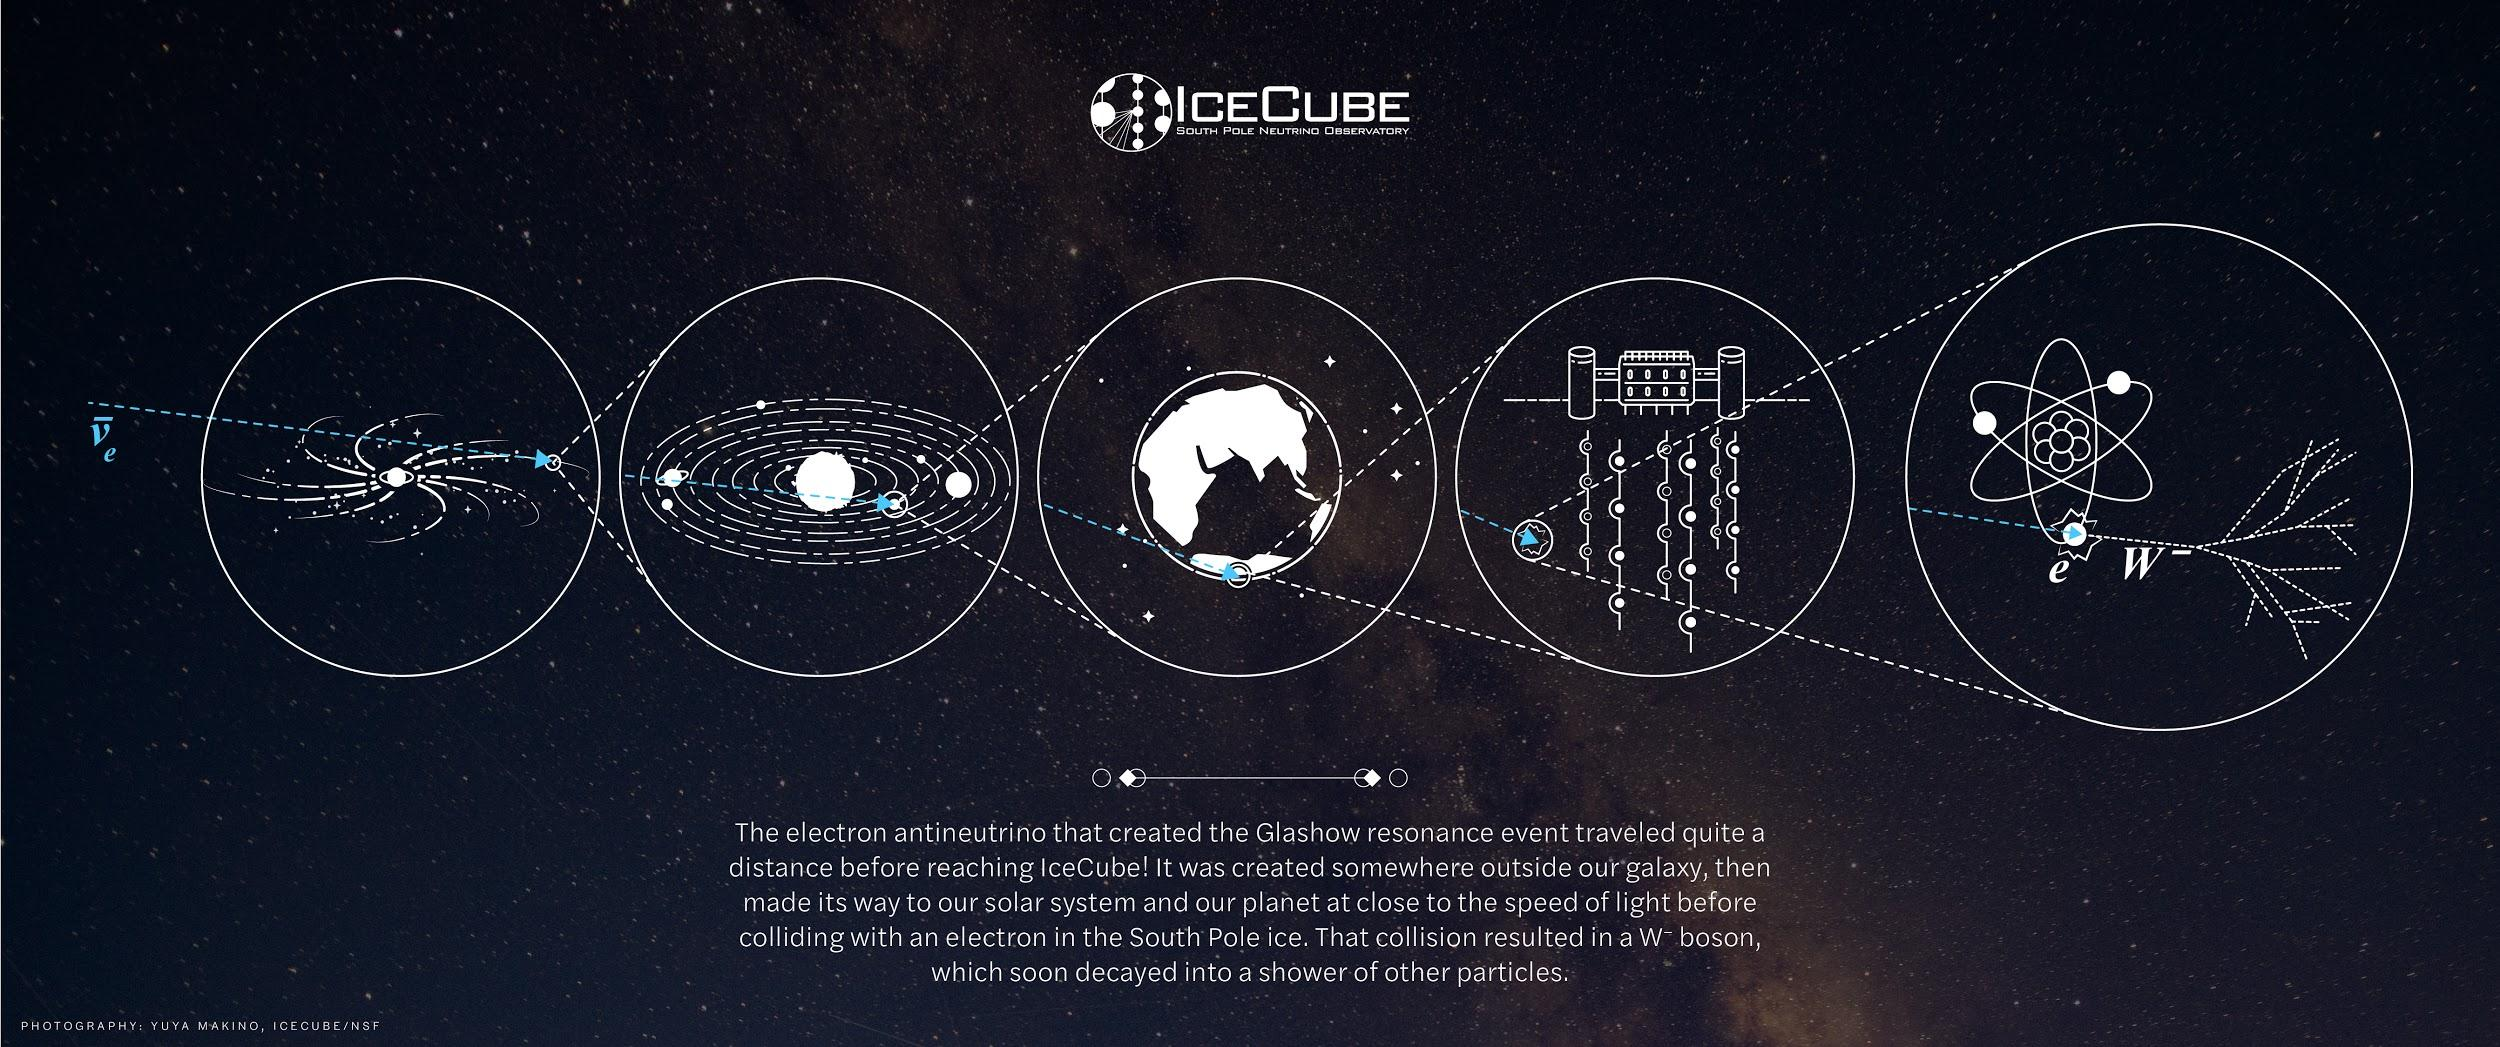 ICECUBE
SOUTH POLE NEUTRINO OBSERVATORY
ν̄e
e
W⁻
The electron antineutrino that created the Glashow resonance event traveled quite a
distance before reaching IceCube! It was created somewhere outside our galaxy, then
made its way to our solar system and our planet at close to the speed of light before
colliding with an electron in the South Pole ice. That collision resulted in a W⁻ boson,
which soon decayed into a shower of other particles.
PHOTOGRAPHY: YUYA MAKINO, ICECUBE/NSF